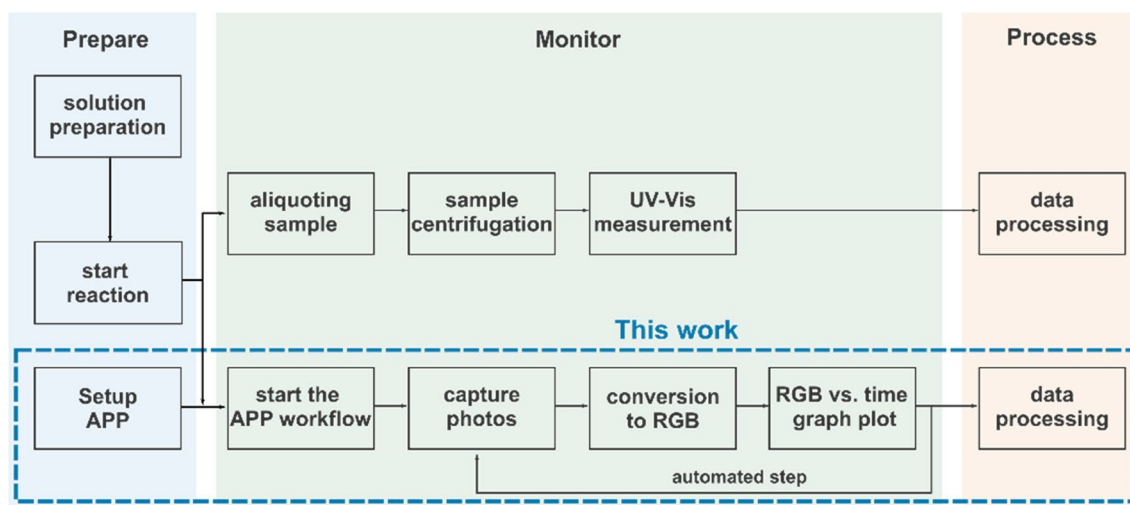 Prepare
Monitor
Process
solution
preparation
aliquoting
sample
sample
centrifugation
UV-Vis
measurement
data
processing
start
reaction
This work
Setup
APP
start the
APP workflow
capture
photos
conversion
to RGB
RGB vs. time
graph plot
data
processing
automated step